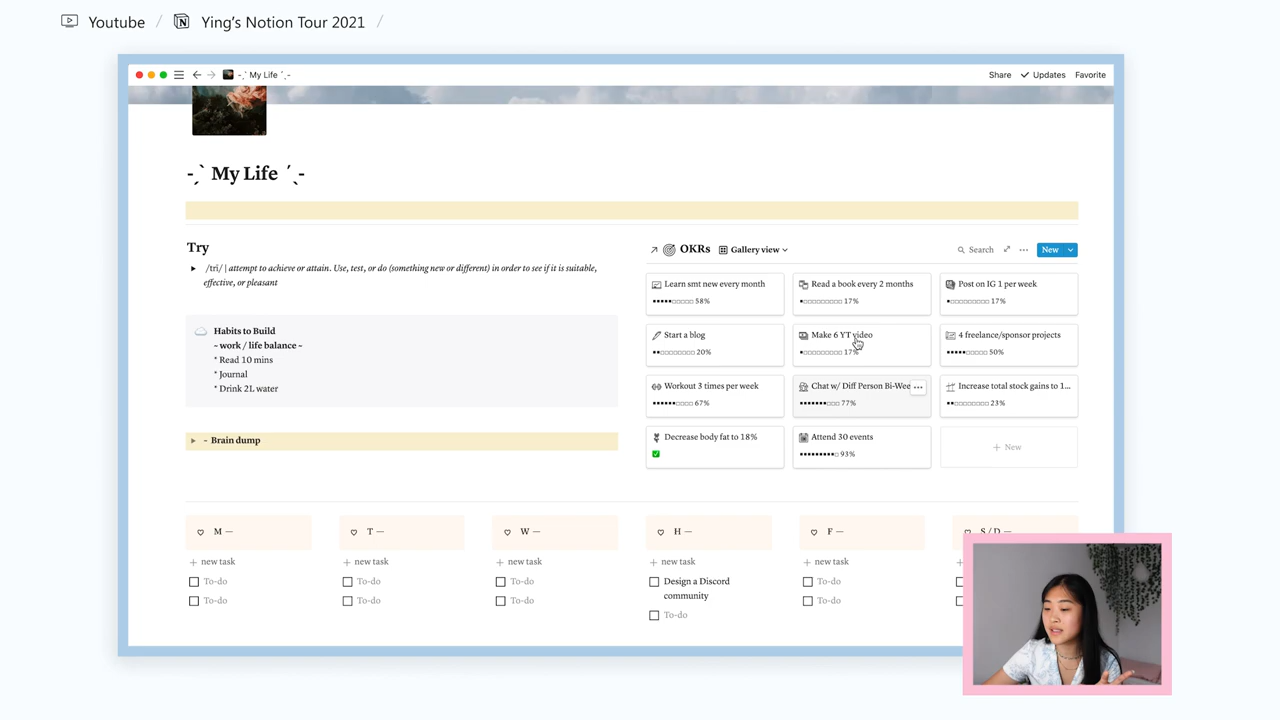 Youtube / Ying's Notion Tour 2021 /
-ˏˋ My Life ˊˎ-
Share ✓ Updates Favorite
-ˏˋ My Life ˊˎ-
Try
/trī/ | attempt to achieve or attain. Use, test, or do (something new or different) in order to see if it is suitable,
effective, or pleasant
Habits to Build
~ work / life balance ~
* Read 10 mins
* Journal
* Drink 2L water
~ Brain dump
OKRs Gallery view
Search ... New
Learn smt new every month
58%
Read a book every 2 months
17%
Post on IG 1 per week
17%
Start a blog
20%
Make 6 YT video
17%
4 freelance/sponsor projects
50%
Workout 3 times per week
67%
Chat w/ Diff Person Bi-Wee
77%
Increase total stock gains to 1...
23%
Decrease body fat to 18%
Attend 30 events
93%
+ New
M —
+ new task
To-do
To-do
T —
+ new task
To-do
To-do
W —
+ new task
To-do
To-do
H —
+ new task
Design a Discord
community
To-do
F —
+ new task
To-do
To-do
S / D —